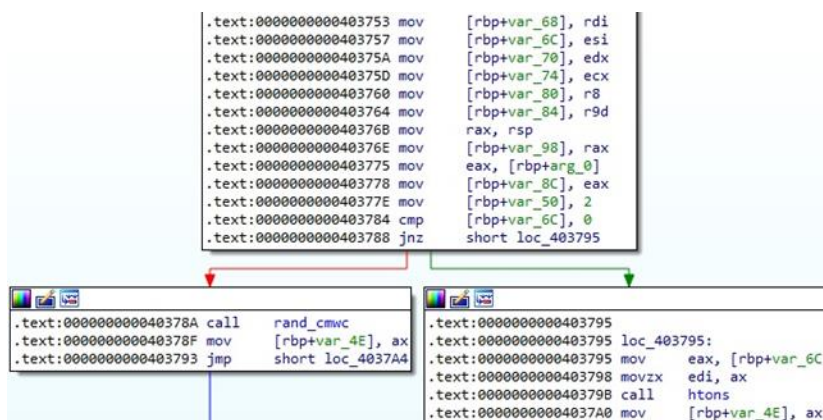 .text:0000000000403753 mov [rbp+var_68], rdi
.text:0000000000403757 mov [rbp+var_6C], esi
.text:000000000040375A mov [rbp+var_70], edx
.text:000000000040375D mov [rbp+var_74], ecx
.text:0000000000403760 mov [rbp+var_80], r8
.text:0000000000403764 mov [rbp+var_84], r9d
.text:000000000040376B mov rax, rsp
.text:000000000040376E mov [rbp+var_98], rax
.text:0000000000403775 mov eax, [rbp+arg_0]
.text:0000000000403778 mov [rbp+var_8C], eax
.text:000000000040377E mov [rbp+var_50], 2
.text:0000000000403784 cmp [rbp+var_6C], 0
.text:0000000000403788 jnz short loc_403795
.text:000000000040378A call rand_cmwc
.text:000000000040378F mov [rbp+var_4E], ax
.text:0000000000403793 jmp short loc_4037A4
.text:0000000000403795
.text:0000000000403795 loc_403795:
.text:0000000000403795 mov eax, [rbp+var_6C
.text:0000000000403798 movzx edi, ax
.text:000000000040379B call htons
.text:00000000004037A0 mov [rbp+var_4E], ax